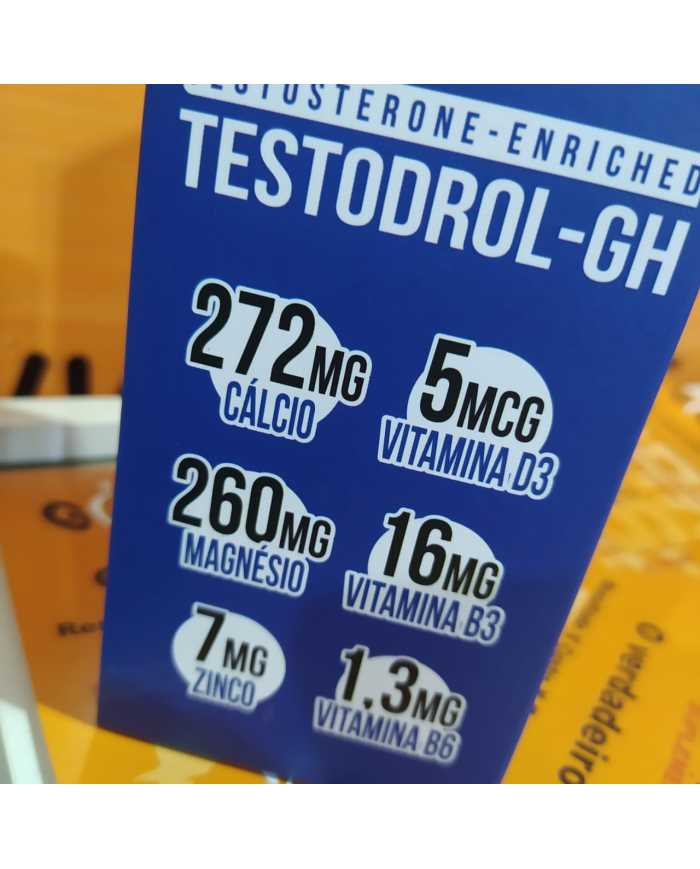 TESTOSTERONE-ENRICHED
TESTODROL-GH
272MG
CÁLCIO
5MCG
VITAMINA D3
260MG
MAGNÉSIO
16MG
VITAMINA B3
7MG
ZINCO
1.3MG
VITAMINA B6
O verdadeiro